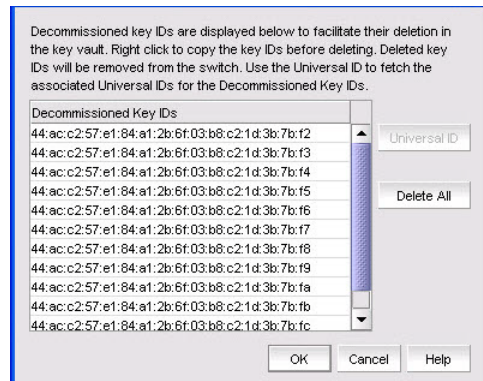 Decommissioned key IDs are displayed below to facilitate their deletion in
the key vault. Right click to copy the key IDs before deleting. Deleted key
IDs will be removed from the switch. Use the Universal ID to fetch the
associated Universal IDs for the Decommissioned Key IDs.
Decommissioned Key IDs
44:ac:c2:57:e1:84:a1:2b:6f:03:b8:c2:1d:3b:7b:f2
44:ac:c2:57:e1:84:a1:2b:6f:03:b8:c2:1d:3b:7b:f3
44:ac:c2:57:e1:84:a1:2b:6f:03:b8:c2:1d:3b:7b:f4
44:ac:c2:57:e1:84:a1:2b:6f:03:b8:c2:1d:3b:7b:f5
44:ac:c2:57:e1:84:a1:2b:6f:03:b8:c2:1d:3b:7b:f6
44:ac:c2:57:e1:84:a1:2b:6f:03:b8:c2:1d:3b:7b:f7
44:ac:c2:57:e1:84:a1:2b:6f:03:b8:c2:1d:3b:7b:f8
44:ac:c2:57:e1:84:a1:2b:6f:03:b8:c2:1d:3b:7b:f9
44:ac:c2:57:e1:84:a1:2b:6f:03:b8:c2:1d:3b:7b:fa
44:ac:c2:57:e1:84:a1:2b:6f:03:b8:c2:1d:3b:7b:fb
44:ac:c2:57:e1:84:a1:2b:6f:03:b8:c2:1d:3b:7b:fc
Universal ID
Delete All
OK
Cancel
Help